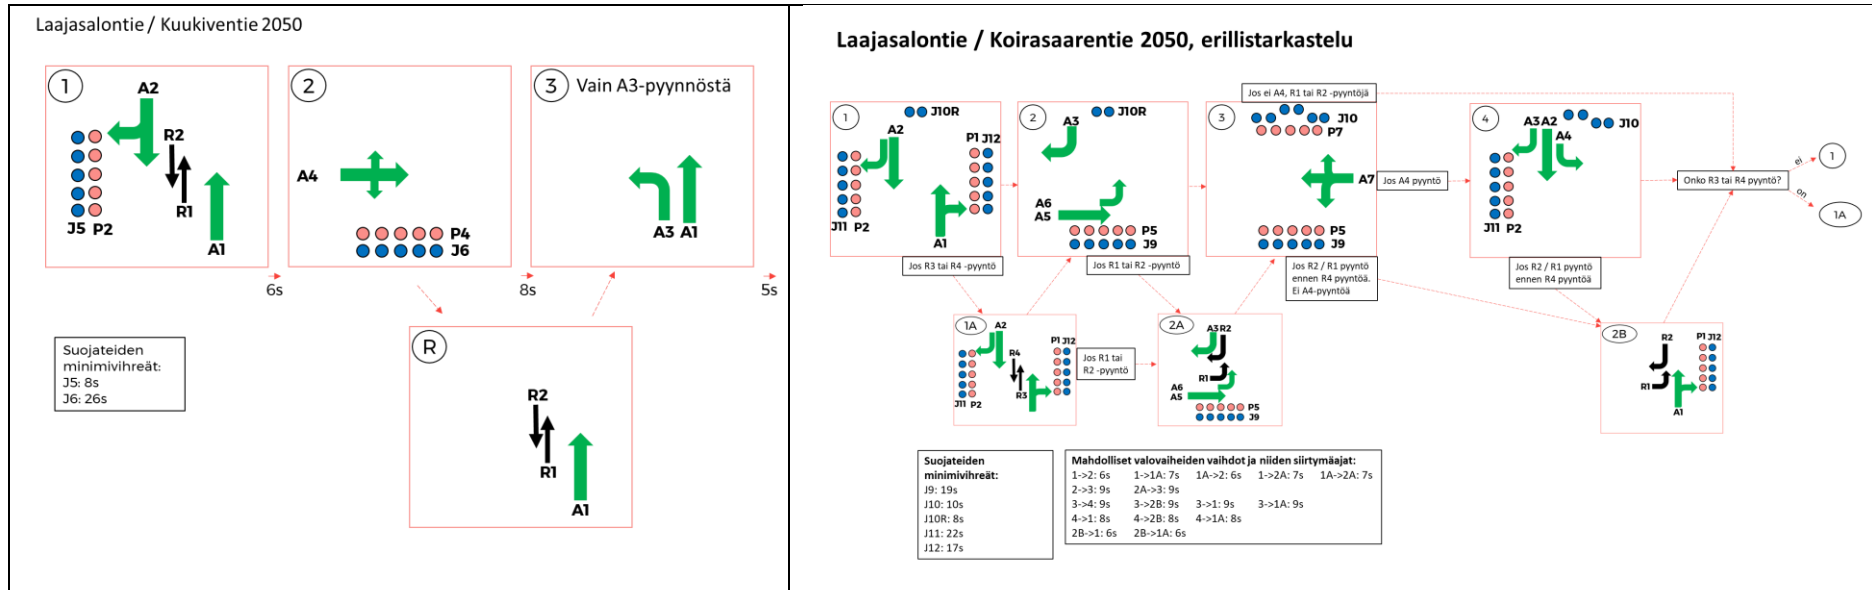 Laajasalontie / Kuukiventie 2050
1
A2
R2
R1
J5 P2
A1
6s
2
A4
P4
J6
8s
3 Vain A3-pyynnöstä
A3 A1
5s
R
R2
R1
A1
Suojateiden
minimivihreät:
J5: 8s
J6: 26s
Laajasalontie / Koirasaarentie 2050, erillistarkastelu
1
J10R
A2
P1 J12
J11 P2
A1
Jos R3 tai R4 -pyyntö
2
J10R
A3
A6
A5
P5
J9
Jos R1 tai R2 -pyyntö
Jos ei A4, R1 tai R2 -pyyntöjä
3
J10
P7
A7
P5
J9
Jos A4 pyyntö
Jos R2 / R1 pyyntö
ennen R4 pyyntöä.
Ei A4-pyyntöä
4
A3 A2
A4
J10
J11 P2
Jos R2 / R1 pyyntö
ennen R4 pyyntöä
Onko R3 tai R4 pyyntö?
ei
1
on
1A
1A
A2
P1 J12
R4
R3
J11 P2
A1
Jos R1 tai
R2 -pyyntö
2A
A3 R2
R1
A6
A5
P5
J9
2B
R2
P1 J12
R1
A1
Suojateiden
minimivihreät:
J9: 19s
J10: 10s
J10R: 8s
J11: 22s
J12: 17s
Mahdolliset valovaiheiden vaihdot ja niiden siirtymäajat:
1->2: 6s 1->1A: 7s 1A->2: 6s 1->2A: 7s 1A->2A: 7s
2->3: 9s 2A->3: 9s
3->4: 9s 3->2B: 9s 3->1: 9s 3->1A: 9s
4->1: 8s 4->2B: 8s 4->1A: 8s
2B->1: 6s 2B->1A: 6s